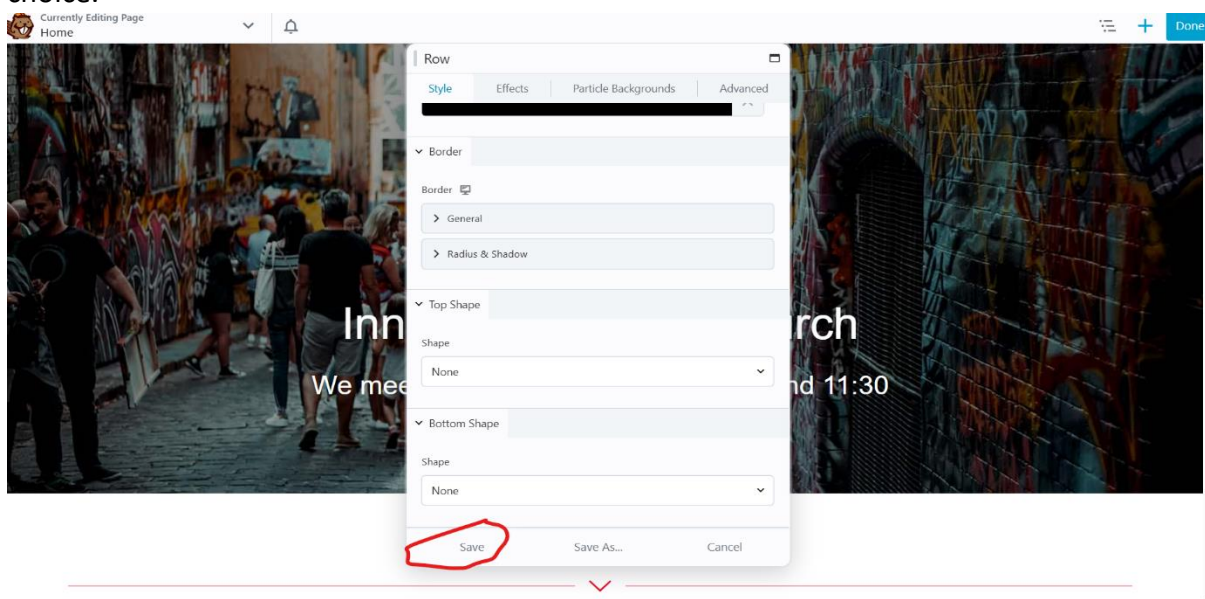 Currently Editing Page
Home
Done
Row
Style Effects Particle Backgrounds Advanced
Border
Border
General
Radius & Shadow
Top Shape
Shape
None
Inn rch
We mee nd 11:30
Bottom Shape
Shape
None
Save Save As... Cancel